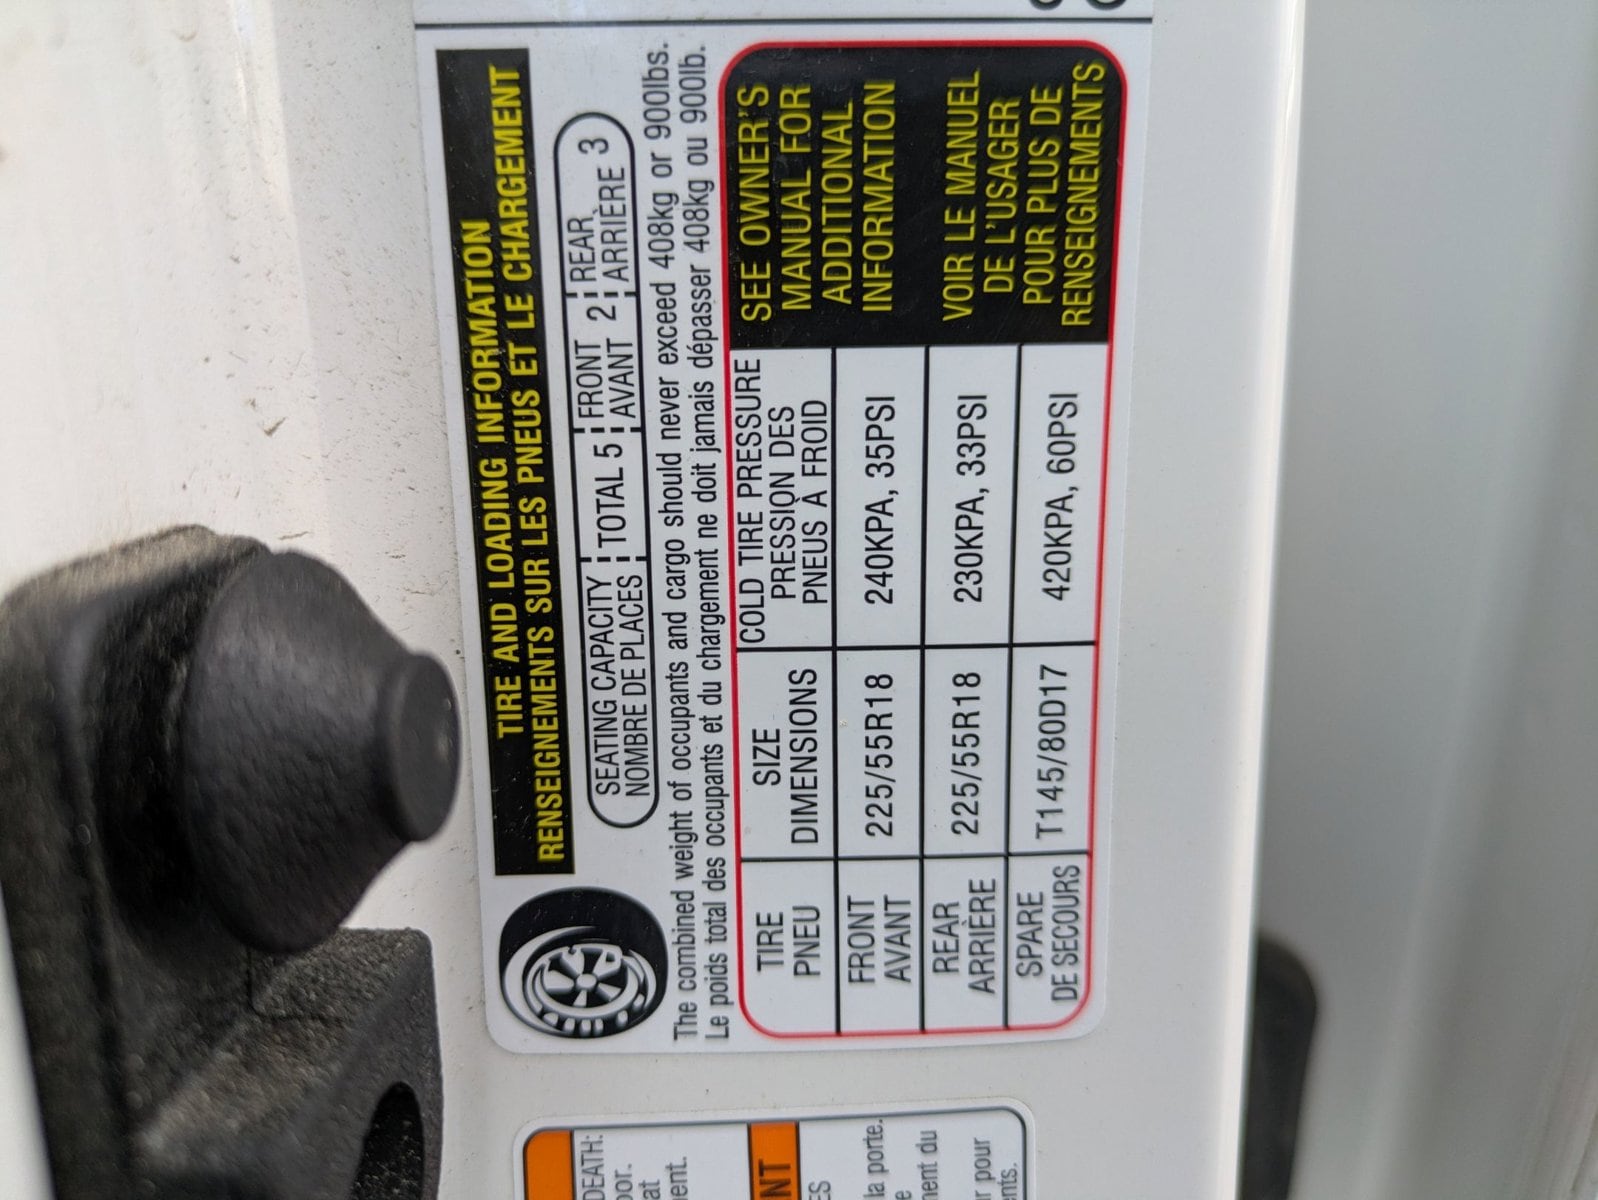 TIRE AND LOADING INFORMATION
RENSEIGNEMENTS SUR LES PNEUS ET LE CHARGEMENT
SEATING CAPACITY TOTAL 5 FRONT 2 REAR 3
NOMBRE DE PLACES AVANT ARRIÈRE
The combined weight of occupants and cargo should never exceed 408kg or 900lbs.
Le poids total des occupants et du chargement ne doit jamais dépasser 408kg ou 900lb.
TIRE
PNEU
SIZE
DIMENSIONS
COLD TIRE PRESSURE
PRESSION DES
PNEUS À FROID
FRONT
AVANT
225/55R18
240KPA, 35PSI
REAR
ARRIÈRE
225/55R18
230KPA, 33PSI
SPARE
DE SECOURS
T145/80D17
420KPA, 60PSI
SEE OWNER'S
MANUAL FOR
ADDITIONAL
INFORMATION
VOIR LE MANUEL
DE L'USAGER
POUR PLUS DE
RENSEIGNEMENTS
DEATH:
la porte.